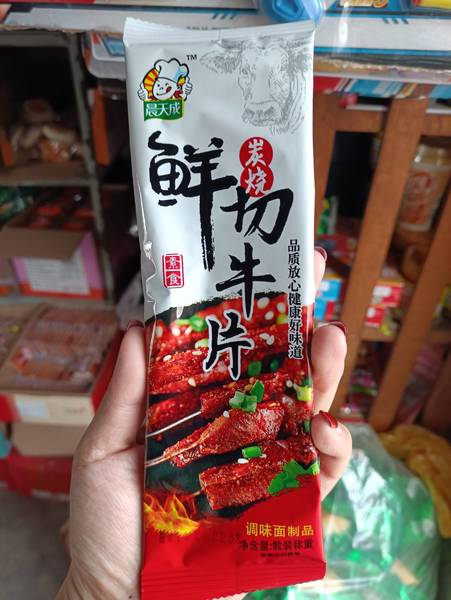 晨天成
TM
炭烧
鲜切牛片
素食
品质放心健康好味道
调味面制品
净含量:散装称重